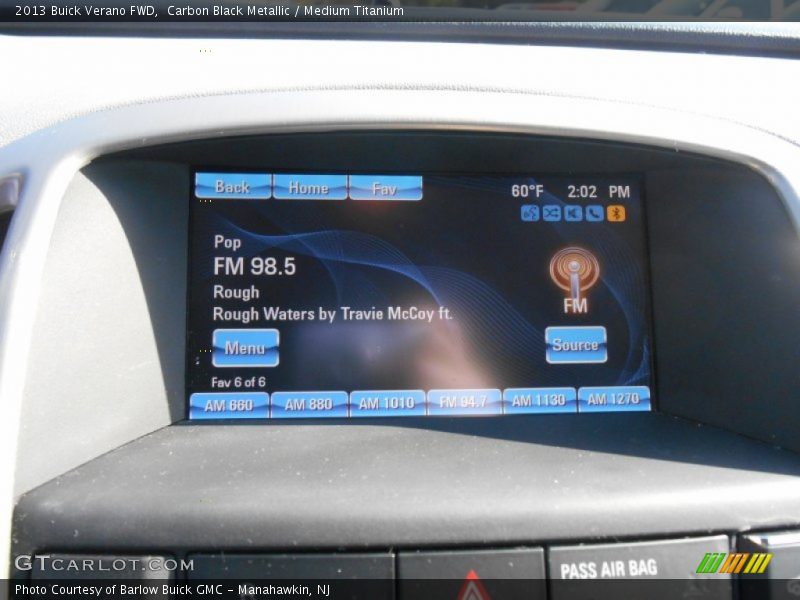 2013 Buick Verano FWD, Carbon Black Metallic / Medium Titanium
Back Home Fav 60°F 2:02 PM
Pop
FM 98.5
Rough
Rough Waters by Travie McCoy ft.
FM
Menu Source
Fav 6 of 6
AM 660 AM 880 AM 1010 FM 94.7 AM 1130 AM 1270
PASS AIR BAG
GTCARLOT.COM
Photo Courtesy of Barlow Buick GMC - Manahawkin, NJ